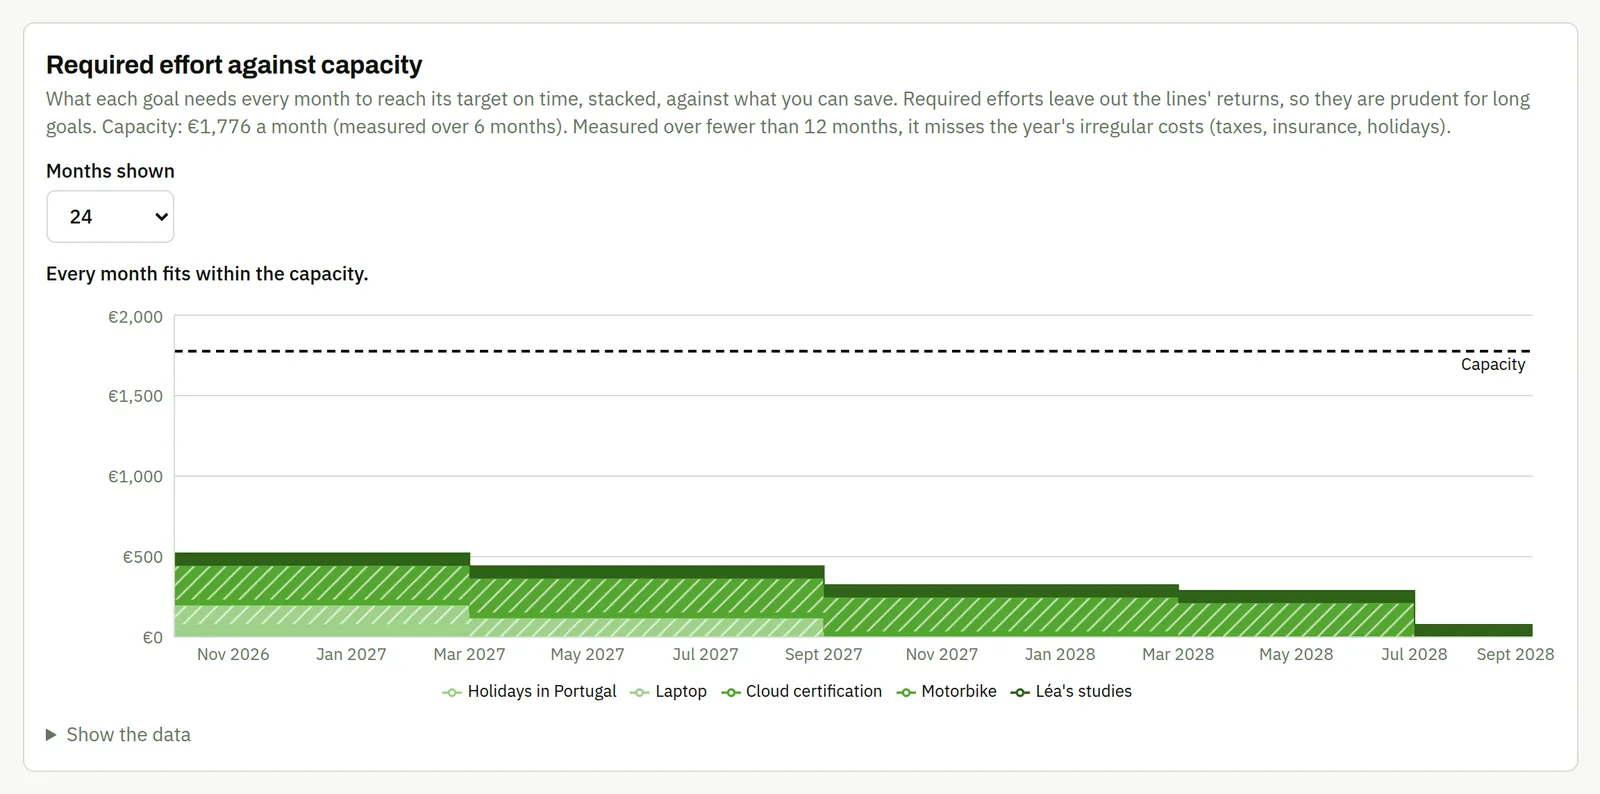 Required effort against capacity
What each goal needs every month to reach its target on time, stacked, against what you can save. Required efforts leave out the lines' returns, so they are prudent for long
goals. Capacity: €1,776 a month (measured over 6 months). Measured over fewer than 12 months, it misses the year's irregular costs (taxes, insurance, holidays).
Months shown
24
Every month fits within the capacity.
€2,000
Capacity
€1,500
€1,000
€500
€0
Nov 2026 Jan 2027 Mar 2027 May 2027 Jul 2027 Sept 2027 Nov 2027 Jan 2028 Mar 2028 May 2028 Jul 2028 Sept 2028
Holidays in Portugal Laptop Cloud certification Motorbike Léa's studies
Show the data